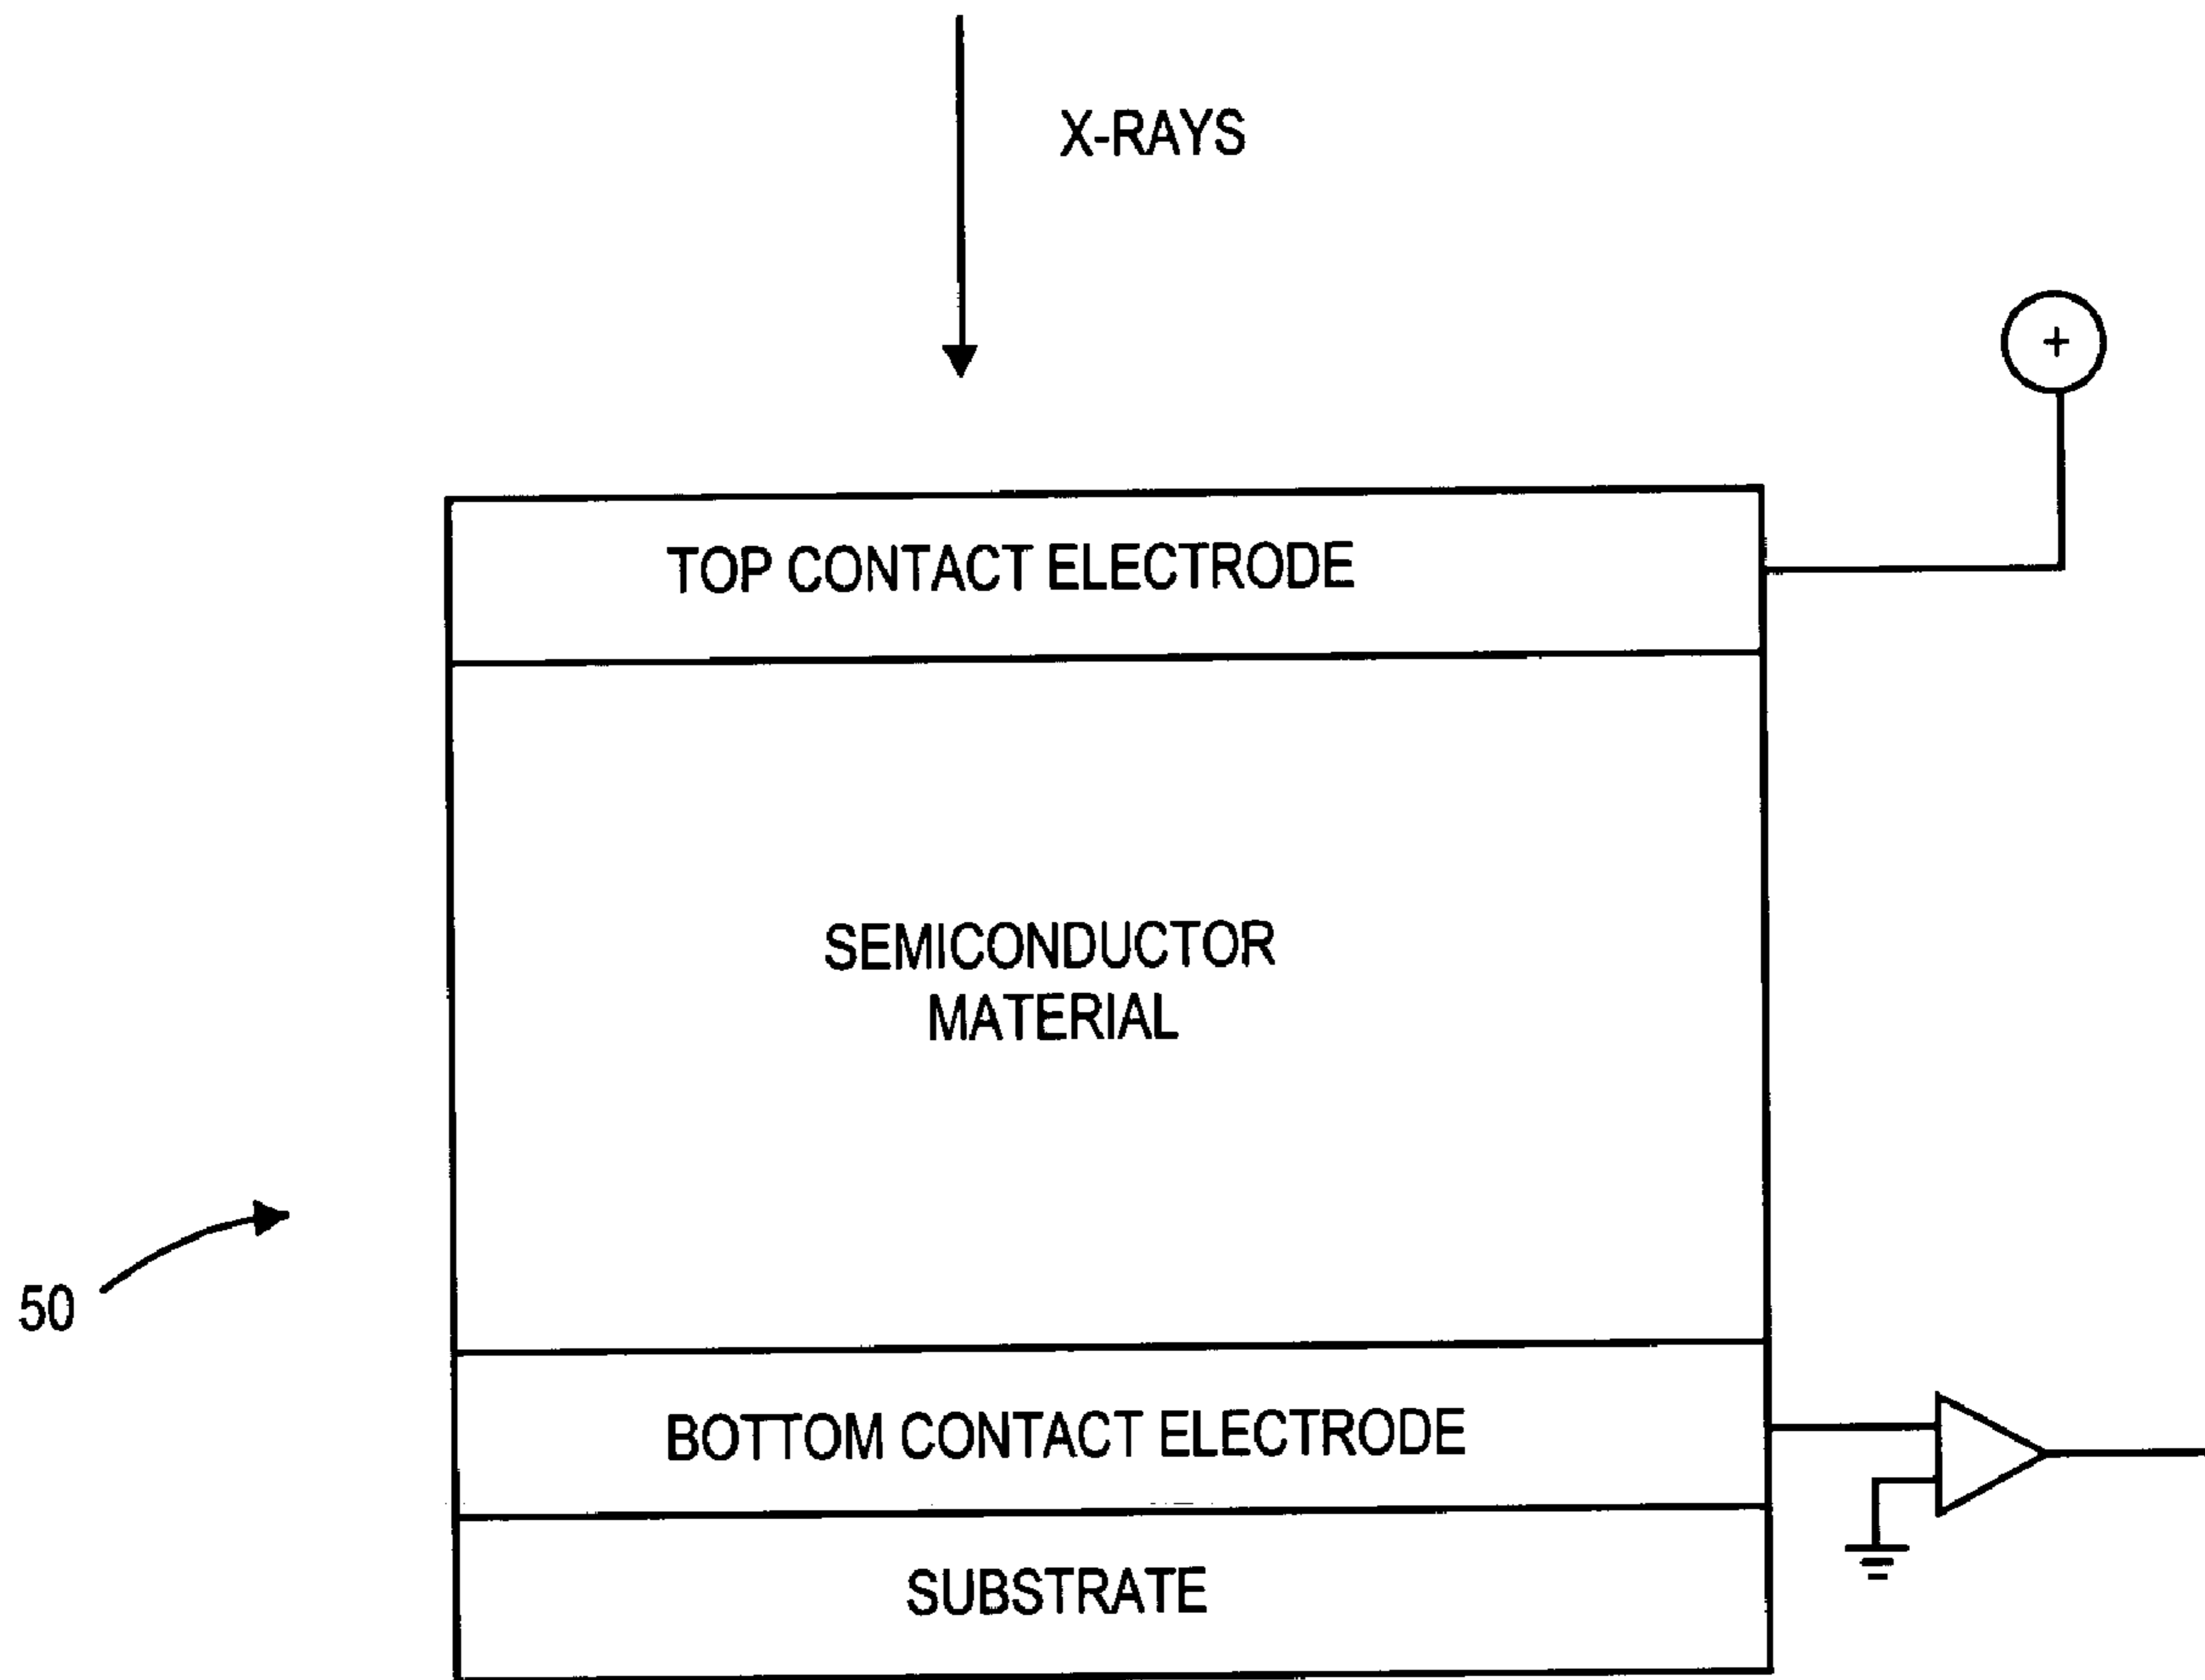 X-RAYS
+
TOP CONTACT ELECTRODE
SEMICONDUCTOR
MATERIAL
50
BOTTOM CONTACT ELECTRODE
SUBSTRATE